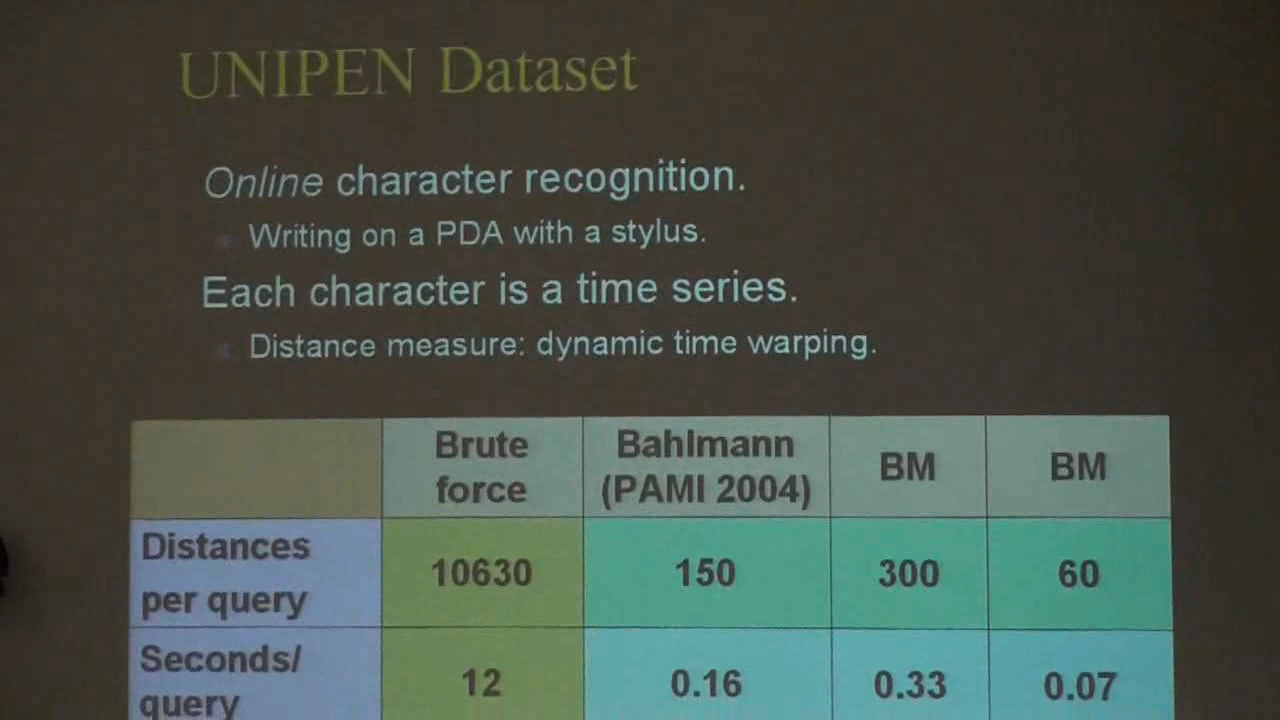 UNIPEN Dataset
Online character recognition.
Writing on a PDA with a stylus.
Each character is a time series.
Distance measure: dynamic time warping.
Brute force
Bahlmann (PAMI 2004)
BM
BM
Distances per query
10630
150
300
60
Seconds/ query
12
0.16
0.33
0.07